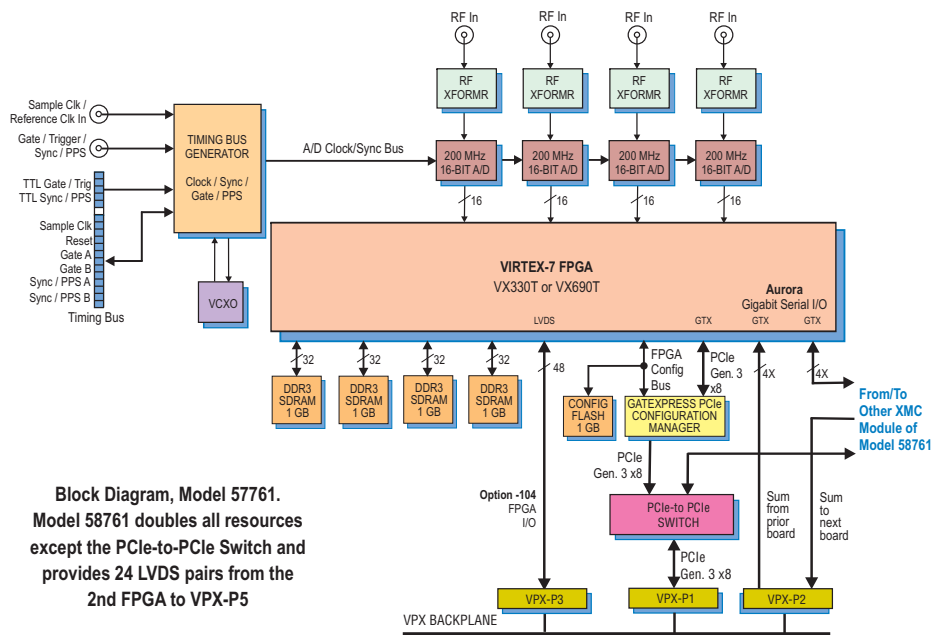 RF In
RF In
RF In
RF In
RF
XFORMR
RF
XFORMR
RF
XFORMR
RF
XFORMR
Sample Clk /
Reference Clk In
Gate / Trigger /
Sync / PPS
TTL Gate / Trig
TTL Sync / PPS
Sample Clk
Reset
Gate A
Gate B
Sync / PPS A
Sync / PPS B
Timing Bus
TIMING BUS
GENERATOR
Clock / Sync /
Gate / PPS
VCXO
A/D Clock/Sync Bus
200 MHz
16-BIT A/D
200 MHz
16-BIT A/D
200 MHz
16-BIT A/D
200 MHz
16-BIT A/D
16
16
16
16
VIRTEX-7 FPGA
VX330T or VX690T
Aurora
Gigabit Serial I/O
LVDS
GTX
GTX
GTX
32
32
32
32
48
FPGA
Config
Bus
PCIe
Gen. 3
x8
4X
4X
DDR3
SDRAM
1 GB
DDR3
SDRAM
1 GB
DDR3
SDRAM
1 GB
DDR3
SDRAM
1 GB
CONFIG
FLASH
1 GB
GATEXPRESS PCIe
CONFIGURATION
MANAGER
From/To
Other XMC
Module of
Model 58761
PCIe
Gen. 3 x8
Option -104
FPGA
I/O
PCIe-to PCIe
SWITCH
Sum
from
prior
board
Sum
to
next
board
PCIe
Gen. 3 x8
Block Diagram, Model 57761.
Model 58761 doubles all resources
except the PCIe-to-PCIe Switch and
provides 24 LVDS pairs from the
2nd FPGA to VPX-P5
VPX-P3
VPX-P1
VPX-P2
VPX BACKPLANE